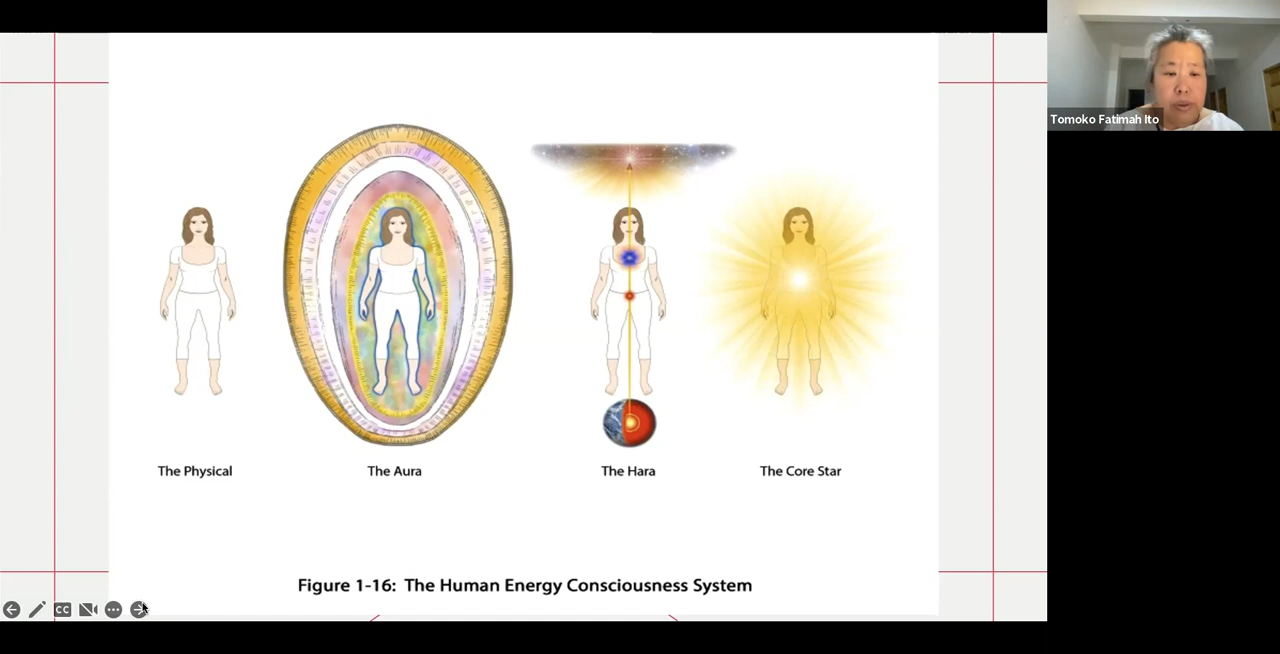 Tomoko Fatimah Ito
The Physical
The Aura
The Hara
The Core Star
Figure 1-16: The Human Energy Consciousness System
CC